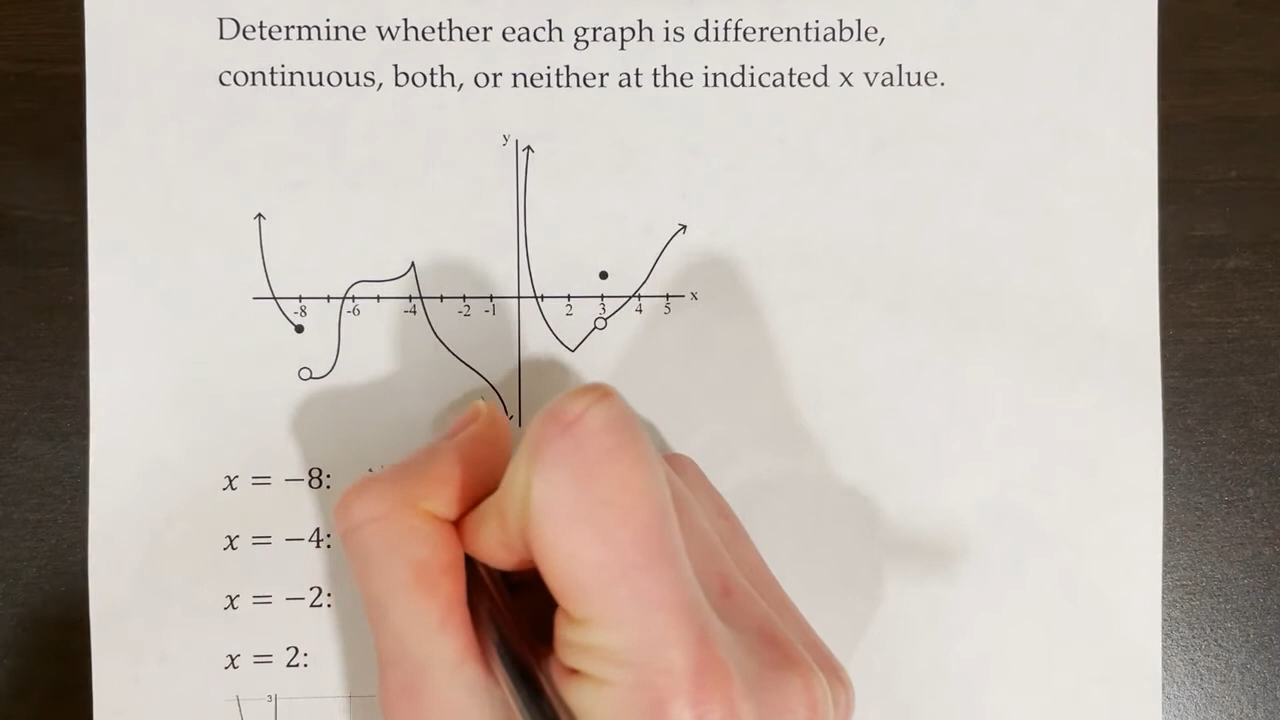 Determine whether each graph is differentiable,
continuous, both, or neither at the indicated x value.
y
x
-8 -6 -4 -2 -1 2 3 4 5
x = −8:
x = −4:
x = −2:
x = 2:
3